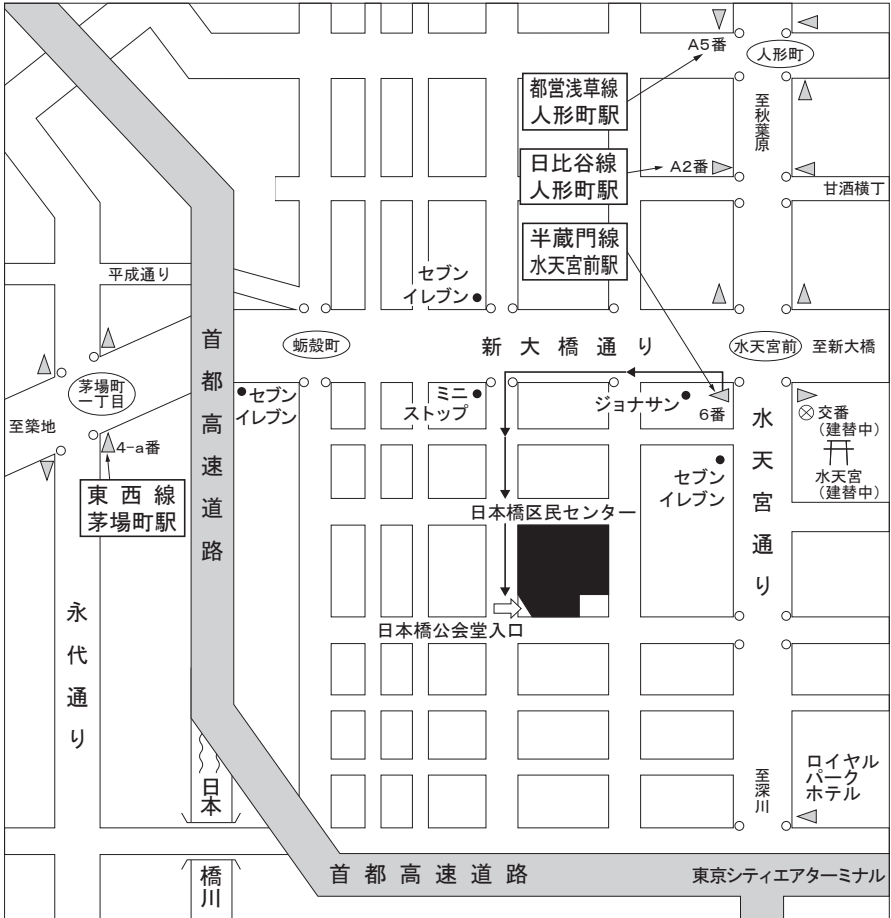 A5番
人形町
都営浅草線
人形町駅
至秋葉原
日比谷線
人形町駅
A2番
甘酒横丁
半蔵門線
水天宮前駅
平成通り
セブン
イレブン
蛎殻町
新大橋通り
水天宮前
至新大橋
首都高速道路
茅場町
一丁目
セブン
イレブン
ミニ
ストップ
ジョナサン
6番
交番
(建替中)
至築地
4-a番
水天宮通り
水天宮
(建替中)
セブン
イレブン
東西線
茅場町駅
日本橋区民センター
永代通り
日本橋公会堂入口
日本
橋川
至深川
ロイヤル
パーク
ホテル
首都高速道路
東京シティエアターミナル